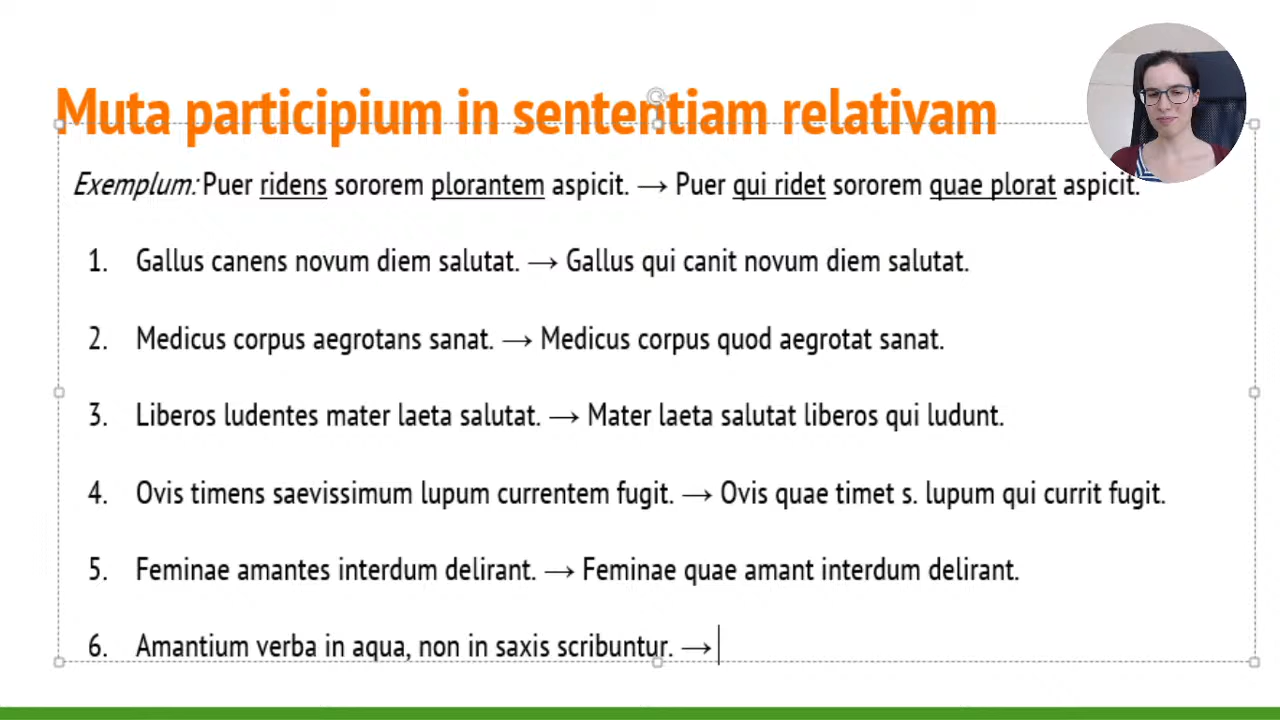 Muta participium in sententiam relativam
Exemplum: Puer ridens sororem plorantem aspicit. → Puer qui ridet sororem quae plorat aspicit.
1. Gallus canens novum diem salutat. → Gallus qui canit novum diem salutat.
2. Medicus corpus aegrotans sanat. → Medicus corpus quod aegrotat sanat.
3. Liberos ludentes mater laeta salutat. → Mater laeta salutat liberos qui ludunt.
4. Ovis timens saevissimum lupum currentem fugit. → Ovis quae timet s. lupum qui currit fugit.
5. Feminae amantes interdum delirant. → Feminae quae amant interdum delirant.
6. Amantium verba in aqua, non in saxis scribuntur. →